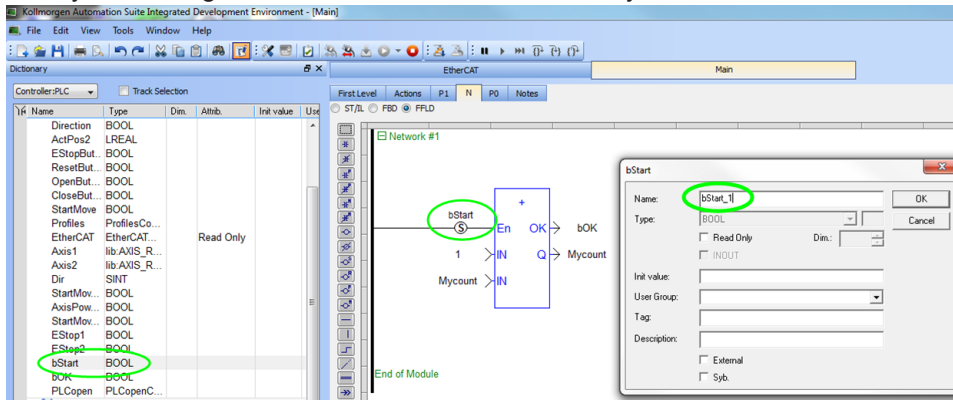 Kollmorgen Automation Suite Integrated Development Environment - [Main]
File Edit View Tools Window Help
Dictionary
EtherCAT Main
Controller:PLC Track Selection
First Level Actions P1 N P0 Notes
ST/IL FBD FFLD
Name Type Dim. Attrib. Init value Use
Direction BOOL
ActPos2 LREAL
EStopBut... BOOL
ResetBut... BOOL
OpenBut... BOOL
CloseBut... BOOL
StartMove BOOL
Profiles ProfilesCo...
EtherCAT EtherCAT... Read Only
Axis1 lib:AXIS_R...
Axis2 lib:AXIS_R...
Dir SINT
StartMov... BOOL
AxisPow... BOOL
StartMov... BOOL
EStop1 BOOL
EStop2 BOOL
bStart BOOL
bOK BOOL
PLCopen PLCopenC...
Network #1
bStart
S
+
En OK bOK
1 IN Q Mycount
Mycount IN
End of Module
bStart
Name: bStart_1 OK
Type: BOOL Cancel
Read Only Dim.:
INOUT
Init value:
User Group:
Tag:
Description:
External
Syb.